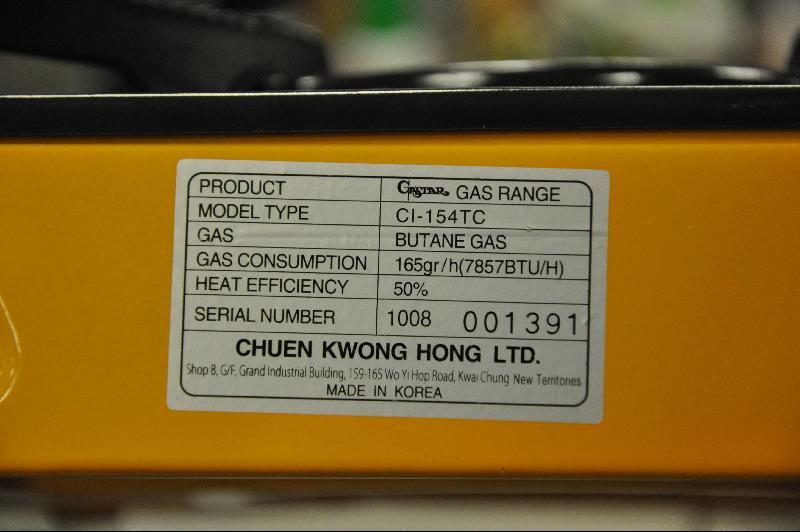 PRODUCT GASTAR GAS RANGE
MODEL TYPE CI-154TC
GAS BUTANE GAS
GAS CONSUMPTION 165gr/h(7857BTU/H)
HEAT EFFICIENCY 50%
SERIAL NUMBER 1008 001391
CHUEN KWONG HONG LTD.
Shop 8, G/F, Grand Industrial Building, 159-165 Wo Yi Hop Road, Kwai Chung New Territories
MADE IN KOREA